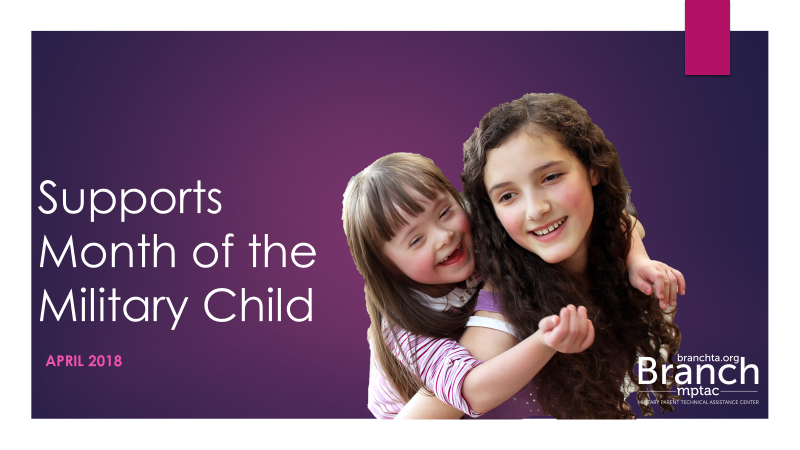 Supports
Month of the
Military Child
APRIL 2018
branchta.org
Branch
mptac
MILITARY PARENT TECHNICAL ASSISTANCE CENTER